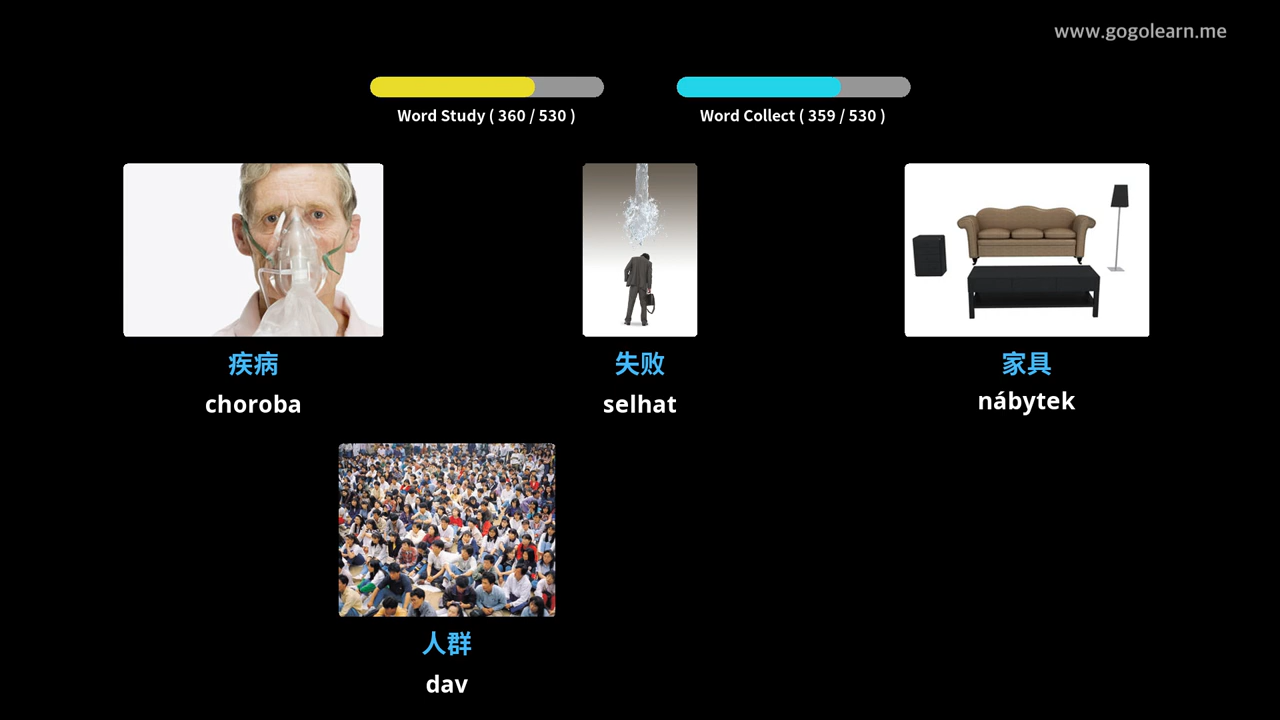 www.gogolearn.me
Word Study ( 360 / 530 )
Word Collect ( 359 / 530 )
疾病
choroba
失败
selhat
家具
nábytek
人群
dav